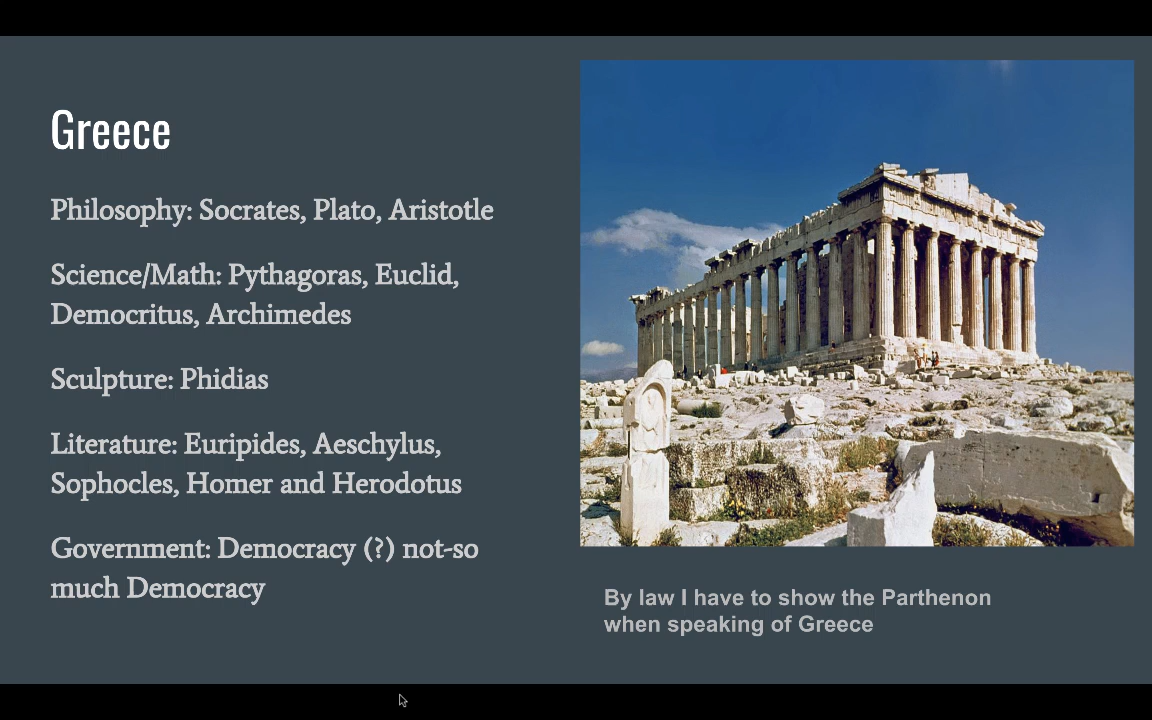 Greece
Philosophy: Socrates, Plato, Aristotle
Science/Math: Pythagoras, Euclid,
Democritus, Archimedes
Sculpture: Phidias
Literature: Euripides, Aeschylus,
Sophocles, Homer and Herodotus
Government: Democracy (?) not-so
much Democracy
By law I have to show the Parthenon
when speaking of Greece